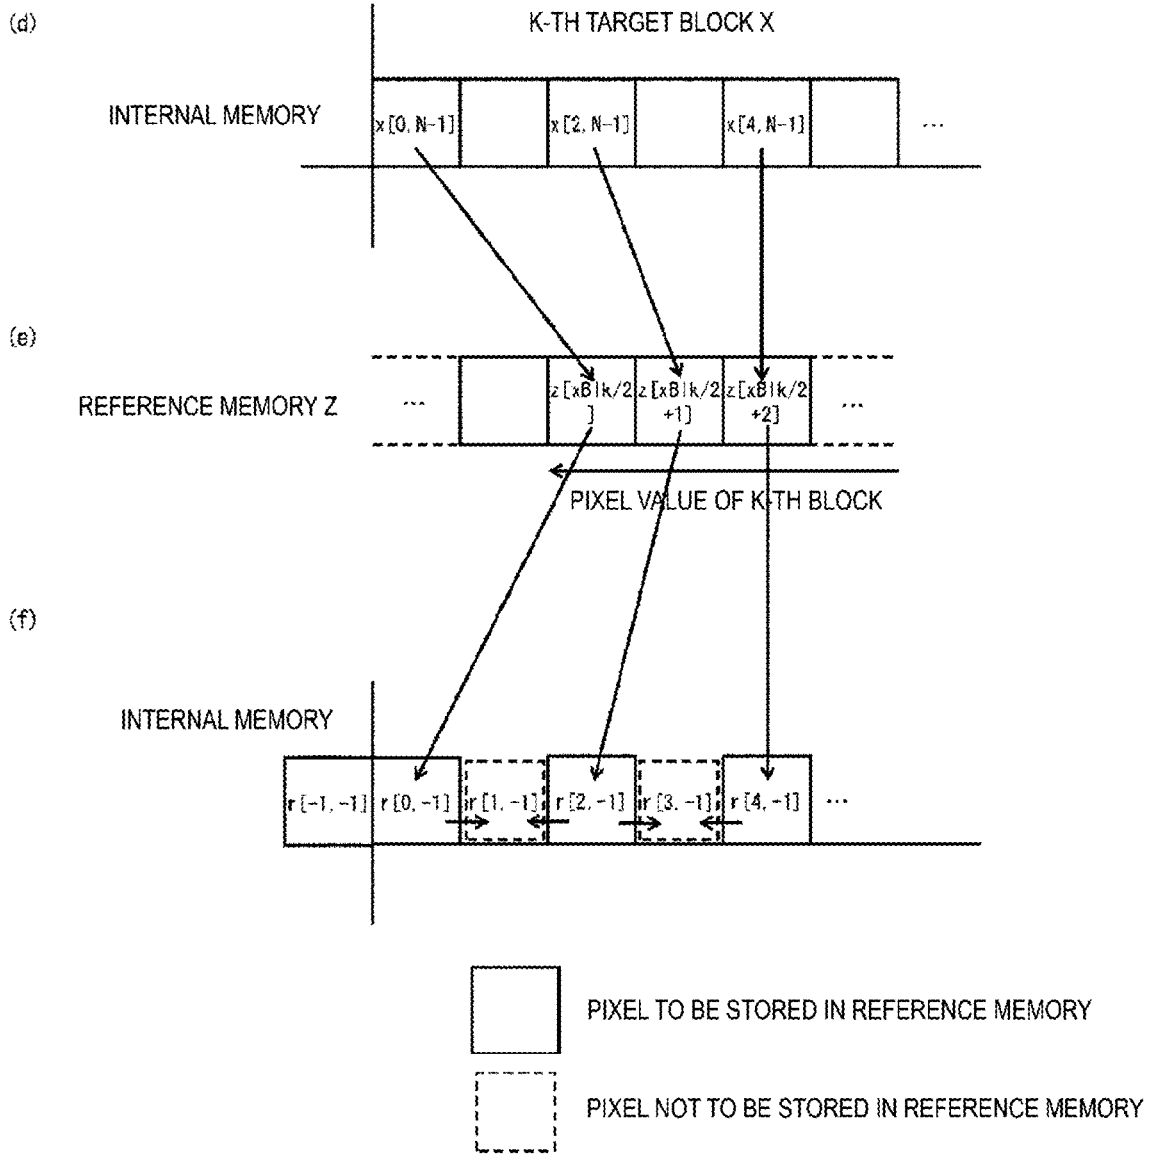 (d)
K-TH TARGET BLOCK X
INTERNAL MEMORY
x[0, N-1] x[2, N-1] x[4, N-1] ...
(e)
REFERENCE MEMORY Z
... z[xB|k/2 z[xB|k/2 z[xB|k/2 ...
] +1] +2]
PIXEL VALUE OF K-TH BLOCK
(f)
INTERNAL MEMORY
r[-1, -1] r[0, -1] r[1, -1] r[2, -1] r[3, -1] r[4, -1] ...
PIXEL TO BE STORED IN REFERENCE MEMORY
PIXEL NOT TO BE STORED IN REFERENCE MEMORY